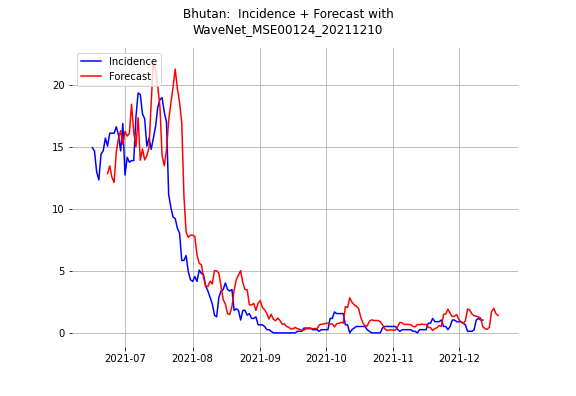 Bhutan:  Incidence + Forecast with
WaveNet_MSE00124_20211210
Incidence
Forecast
20
15
10
5
0
2021-07 2021-08 2021-09 2021-10 2021-11 2021-12